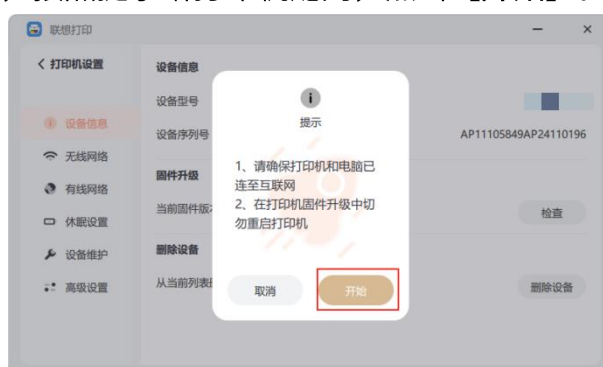 联想打印
打印机设置
设备信息
设备信息
设备型号
设备序列号
AP11105849AP24110196
无线网络
有线网络
休眠设置
设备维护
高级设置
固件升级
当前固件版
检查
删除设备
从当前列表
删除设备
提示
1、请确保打印机和电脑已
连至互联网
2、在打印机固件升级中切
勿重启打印机
取消
开始